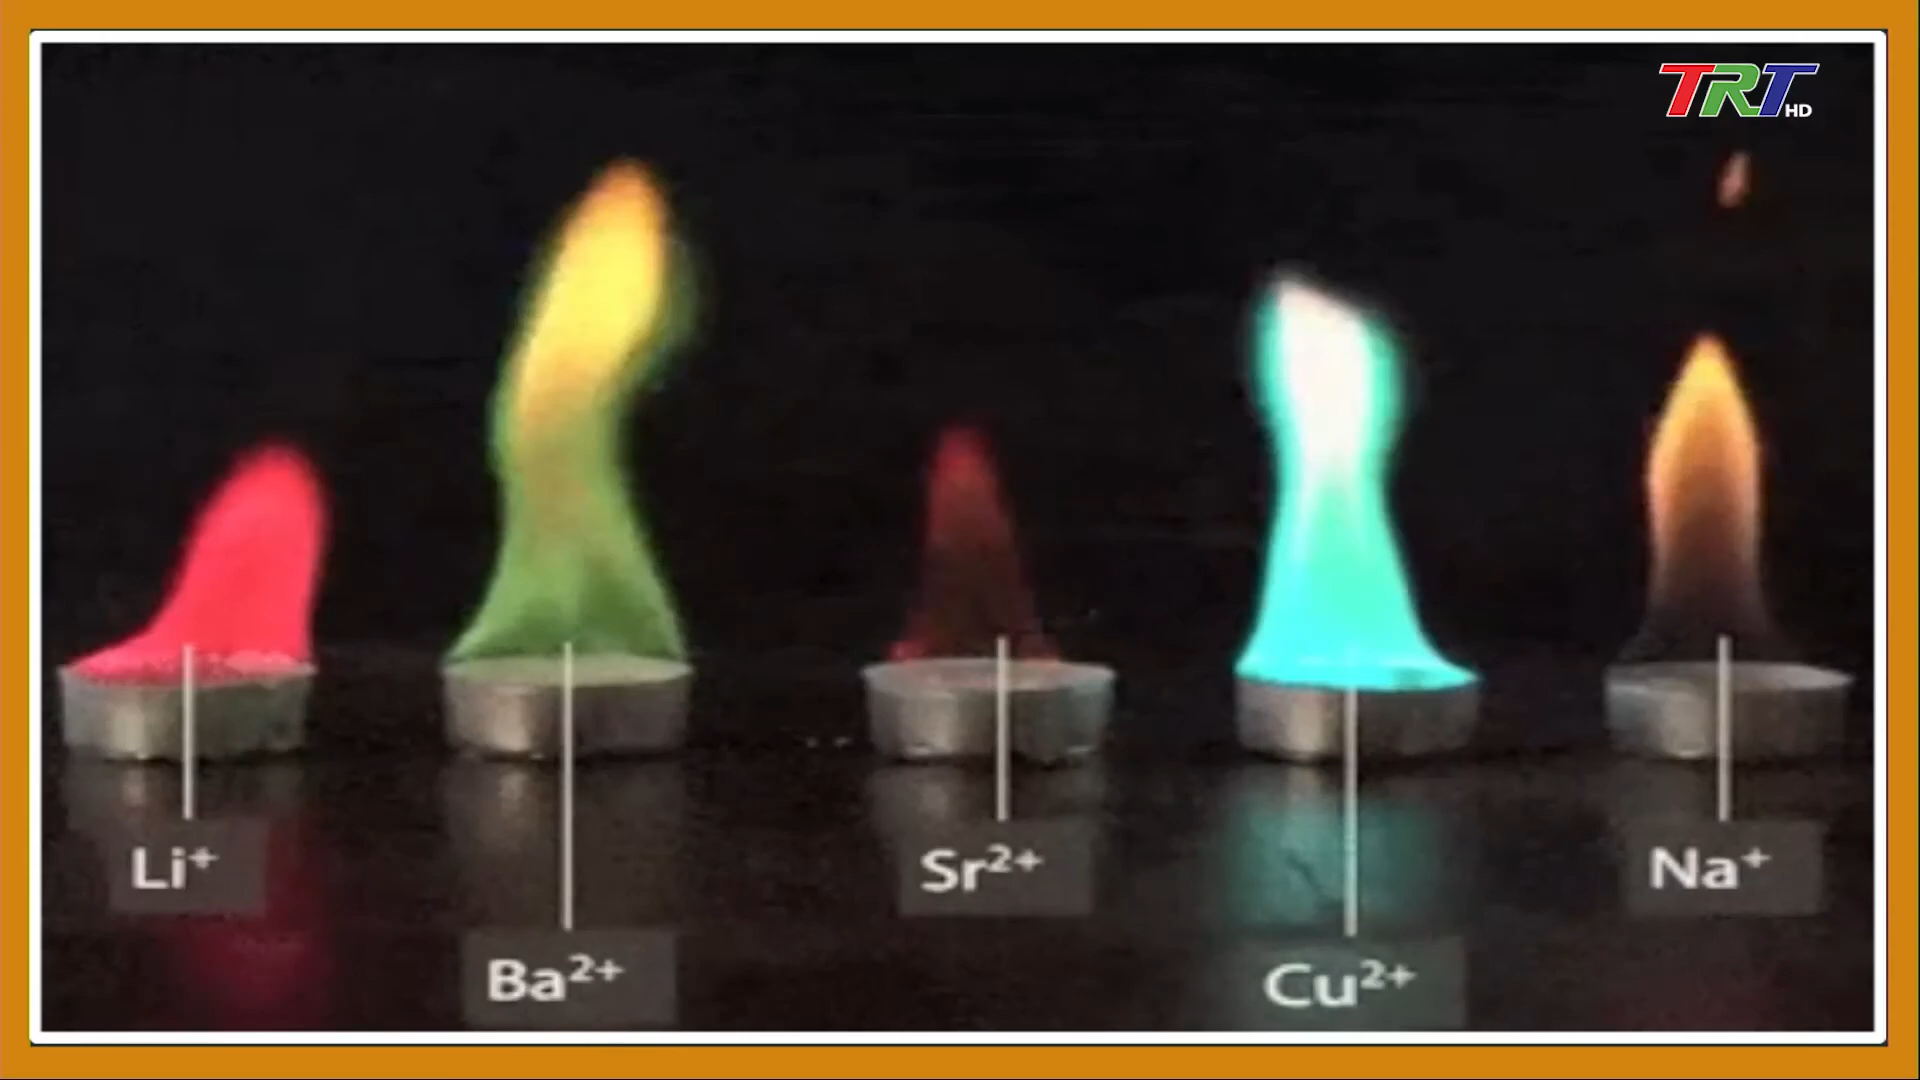 TRT HD
Li⁺
Ba²⁺
Sr²⁺
Cu²⁺
Na⁺